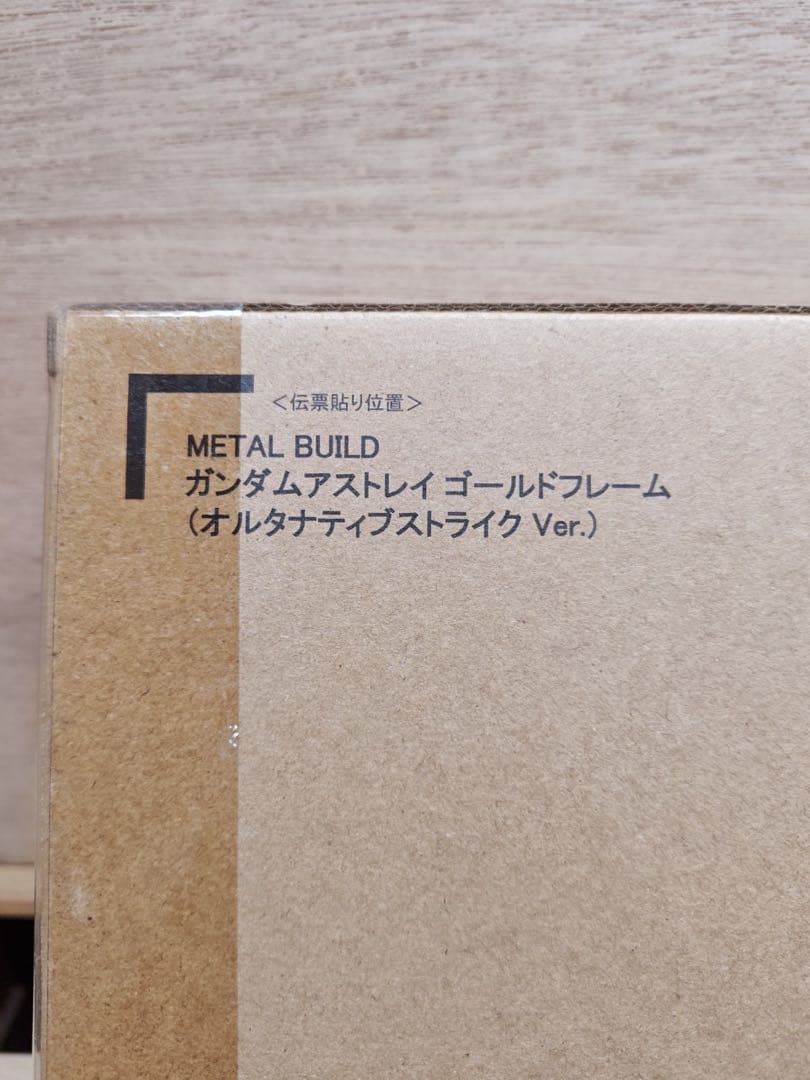 ＜伝票貼り位置＞
METAL BUILD
ガンダムアストレイ ゴールドフレーム
（オルタナティブストライク Ver.）